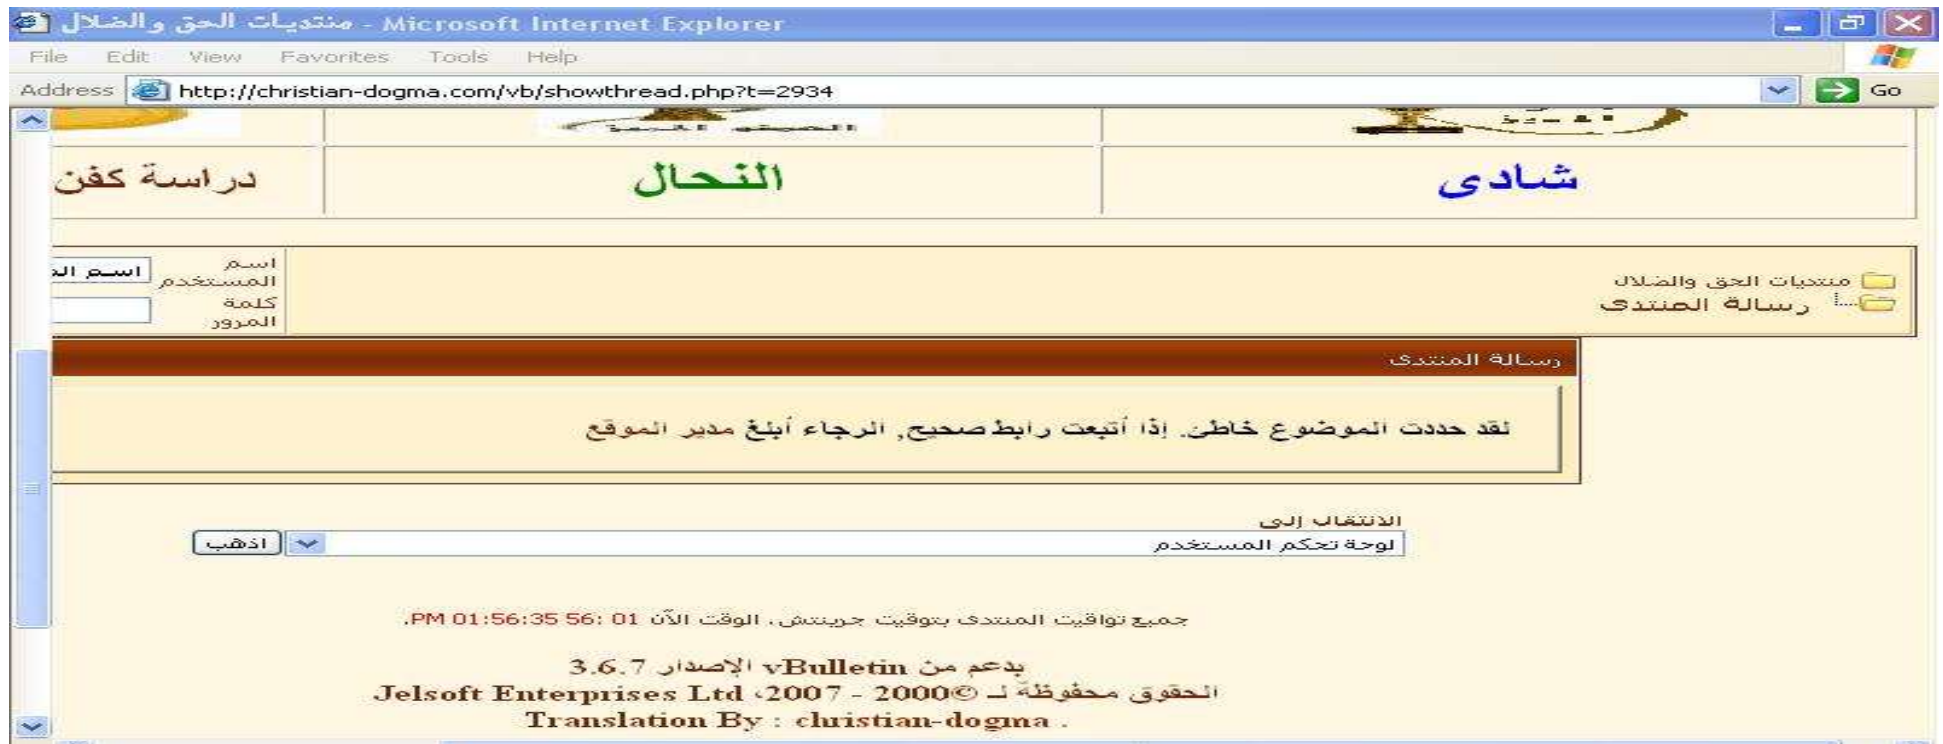 منتديات الحق والضلال - Microsoft Internet Explorer
File Edit View Favorites Tools Help
Address http://christian-dogma.com/vb/showthread.php?t=2934 Go
شادى النحال دراسة كفن
منتديات الحق والضلال
رسالة المنتدى
اسم المستخدم
اسم
كلمة المرور
رسالة المنتدى
لقد حددت الموضوع خاطئ. إذا أتبعت رابط صحيح, الرجاء أبلغ مدير الموقع
الانتقال إلى
لوحة تحكم المستخدم اذهب
جميع تواقيت المنتدى بتوقيت جرينتش. الوقت الآن 01 :56 01:56:35 PM.
بدعم من vBulletin الإصدار 3.6.7
الحقوق محفوظة لـ ©2000 - 2007، Jelsoft Enterprises Ltd
Translation By : christian-dogma .